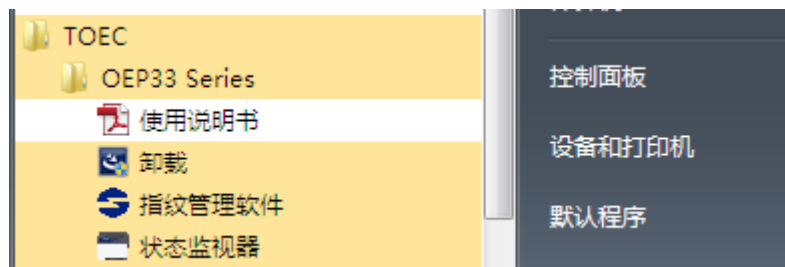 TOEC
OEP33 Series
使用说明书
卸载
指纹管理软件
状态监视器
控制面板
设备和打印机
默认程序